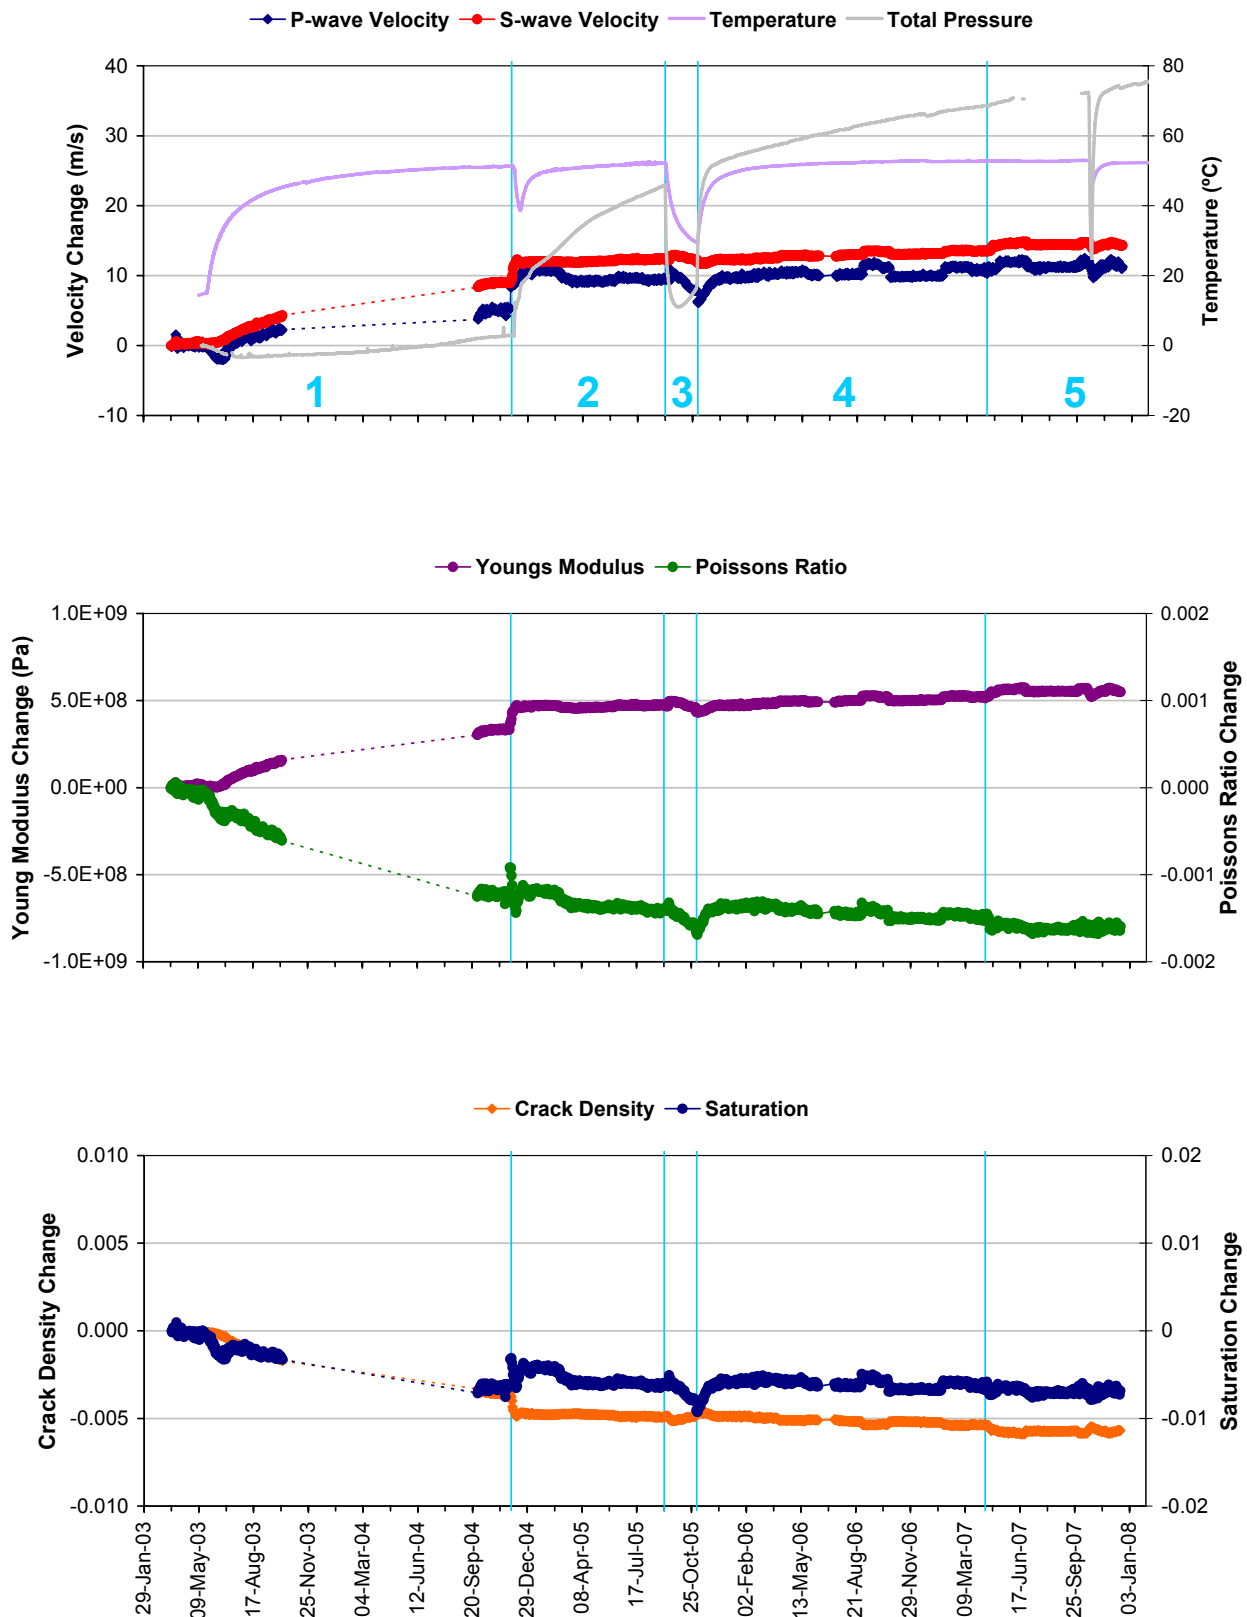 P-wave Velocity S-wave Velocity Temperature Total Pressure
Velocity Change (m/s)
40
30
20
10
0
-10
80
60
40
20
0
-20
Temperature (ºC)
1 2 3 4 5
Youngs Modulus Poissons Ratio
Young Modulus Change (Pa)
1.0E+09
5.0E+08
0.0E+00
-5.0E+08
-1.0E+09
0.002
0.001
0.000
-0.001
-0.002
Poissons Ratio Change
Crack Density Saturation
Crack Density Change
0.010
0.005
0.000
-0.005
-0.010
0.02
0.01
0
-0.01
-0.02
Saturation Change
29-Jan-03
09-May-03
17-Aug-03
25-Nov-03
04-Mar-04
12-Jun-04
20-Sep-04
29-Dec-04
08-Apr-05
17-Jul-05
25-Oct-05
02-Feb-06
13-May-06
21-Aug-06
29-Nov-06
09-Mar-07
17-Jun-07
25-Sep-07
03-Jan-08